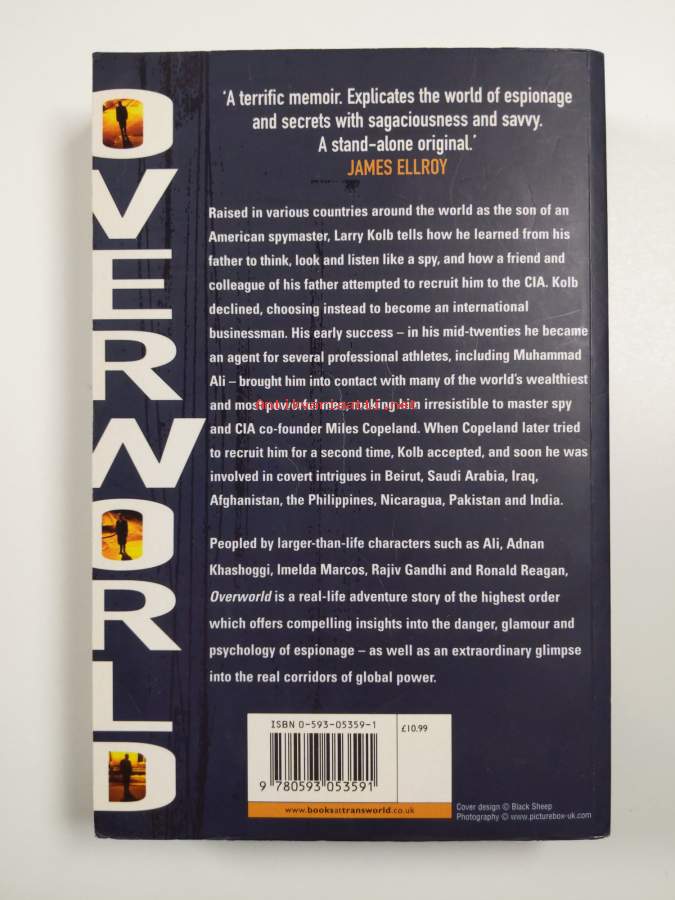 OVERWORLD
'A terrific memoir. Explicates the world of espionage
and secrets with sagaciousness and savvy.
A stand-alone original.'
JAMES ELLROY
Raised in various countries around the world as the son of an
American spymaster, Larry Kolb tells how he learned from his
father to think, look and listen like a spy, and how a friend and
colleague of his father attempted to recruit him to the CIA. Kolb
declined, choosing instead to become an international
businessman. His early success – in his mid-twenties he became
an agent for several professional athletes, including Muhammad
Ali – brought him into contact with many of the world's wealthiest
and most powerful men, making him irresistible to master spy
and CIA co-founder Miles Copeland. When Copeland later tried
to recruit him for a second time, Kolb accepted, and soon he was
involved in covert intrigues in Beirut, Saudi Arabia, Iraq,
Afghanistan, the Philippines, Nicaragua, Pakistan and India.
Peopled by larger-than-life characters such as Ali, Adnan
Khashoggi, Imelda Marcos, Rajiv Gandhi and Ronald Reagan,
Overworld is a real-life adventure story of the highest order
which offers compelling insights into the danger, glamour and
psychology of espionage – as well as an extraordinary glimpse
into the real corridors of global power.
ISBN 0-593-05359-1
£10.99
9 780593 053591
www.booksattransworld.co.uk
Cover design © Black Sheep
Photography © www.picturebox-uk.com